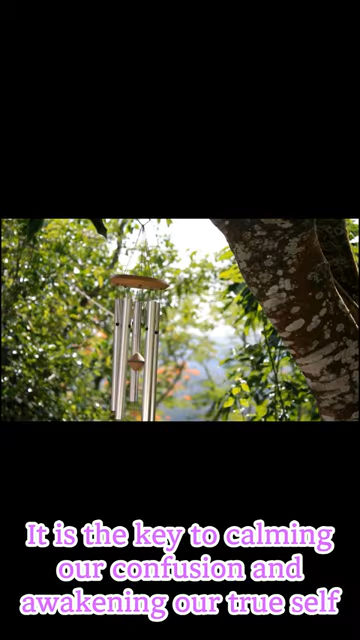 It is the key to calming
our confusion and
awakening our true self